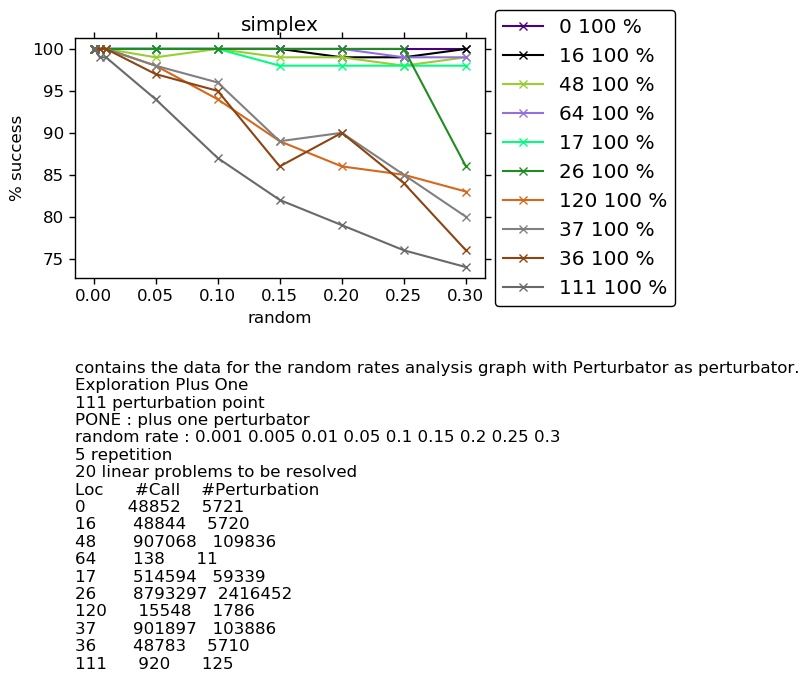 simplex
100
95
90
85
80
75
% success
0.00 0.05 0.10 0.15 0.20 0.25 0.30
random
0 100 %
16 100 %
48 100 %
64 100 %
17 100 %
26 100 %
120 100 %
37 100 %
36 100 %
111 100 %
contains the data for the random rates analysis graph with Perturbator as perturbator.
Exploration Plus One
111 perturbation point
PONE : plus one perturbator
random rate : 0.001 0.005 0.01 0.05 0.1 0.15 0.2 0.25 0.3
5 repetition
20 linear problems to be resolved
Loc #Call #Perturbation
0 48852 5721
16 48844 5720
48 907068 109836
64 138 11
17 514594 59339
26 8793297 2416452
120 15548 1786
37 901897 103886
36 48783 5710
111 920 125